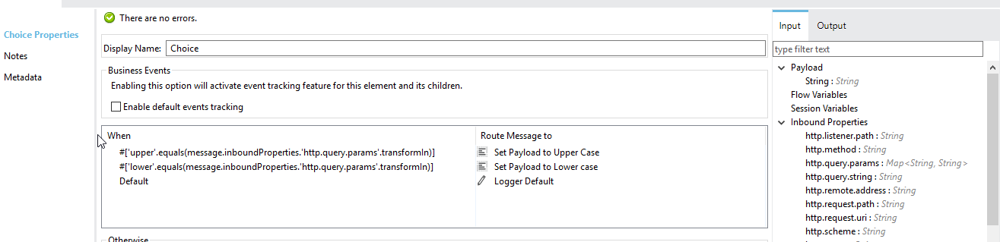 Choice Properties
Notes
Metadata
There are no errors.
Display Name: Choice
Business Events
Enabling this option will activate event tracking feature for this element and its children.
Enable default events tracking
When Route Message to
#['upper'.equals(message.inboundProperties.'http.query.params'.transformIn)] Set Payload to Upper Case
#['lower'.equals(message.inboundProperties.'http.query.params'.transformIn)] Set Payload to Lower case
Default Logger Default
Otherwise
Input Output
type filter text
Payload
String : String
Flow Variables
Session Variables
Inbound Properties
http.listener.path : String
http.method : String
http.query.params : Map<String, String>
http.query.string : String
http.remote.address : String
http.request.path : String
http.request.uri : String
http.scheme : String